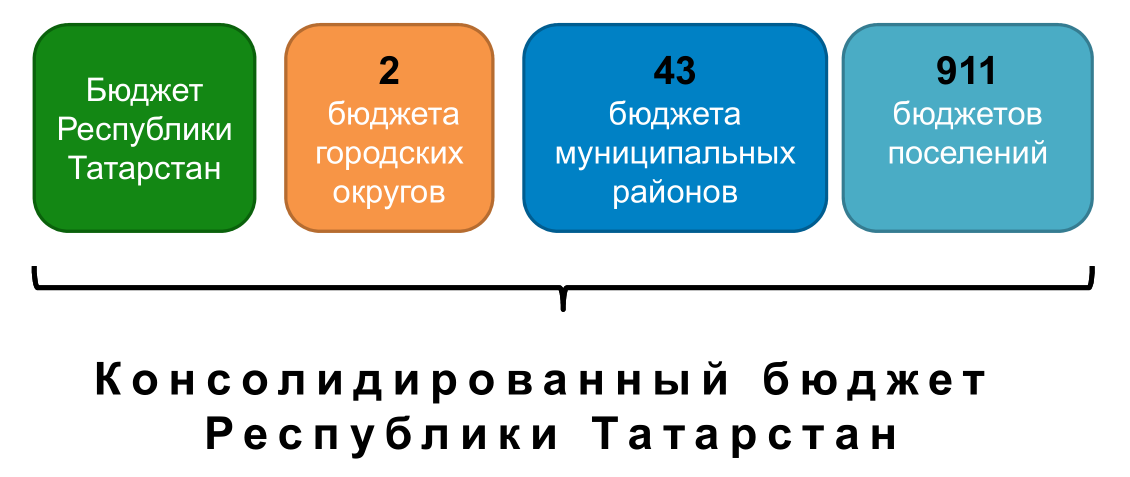 Бюджет
Республики
Татарстан
2
бюджета
городских
округов
43
бюджета
муниципальных
районов
911
бюджетов
поселений
Консолидированный бюджет
Республики Татарстан